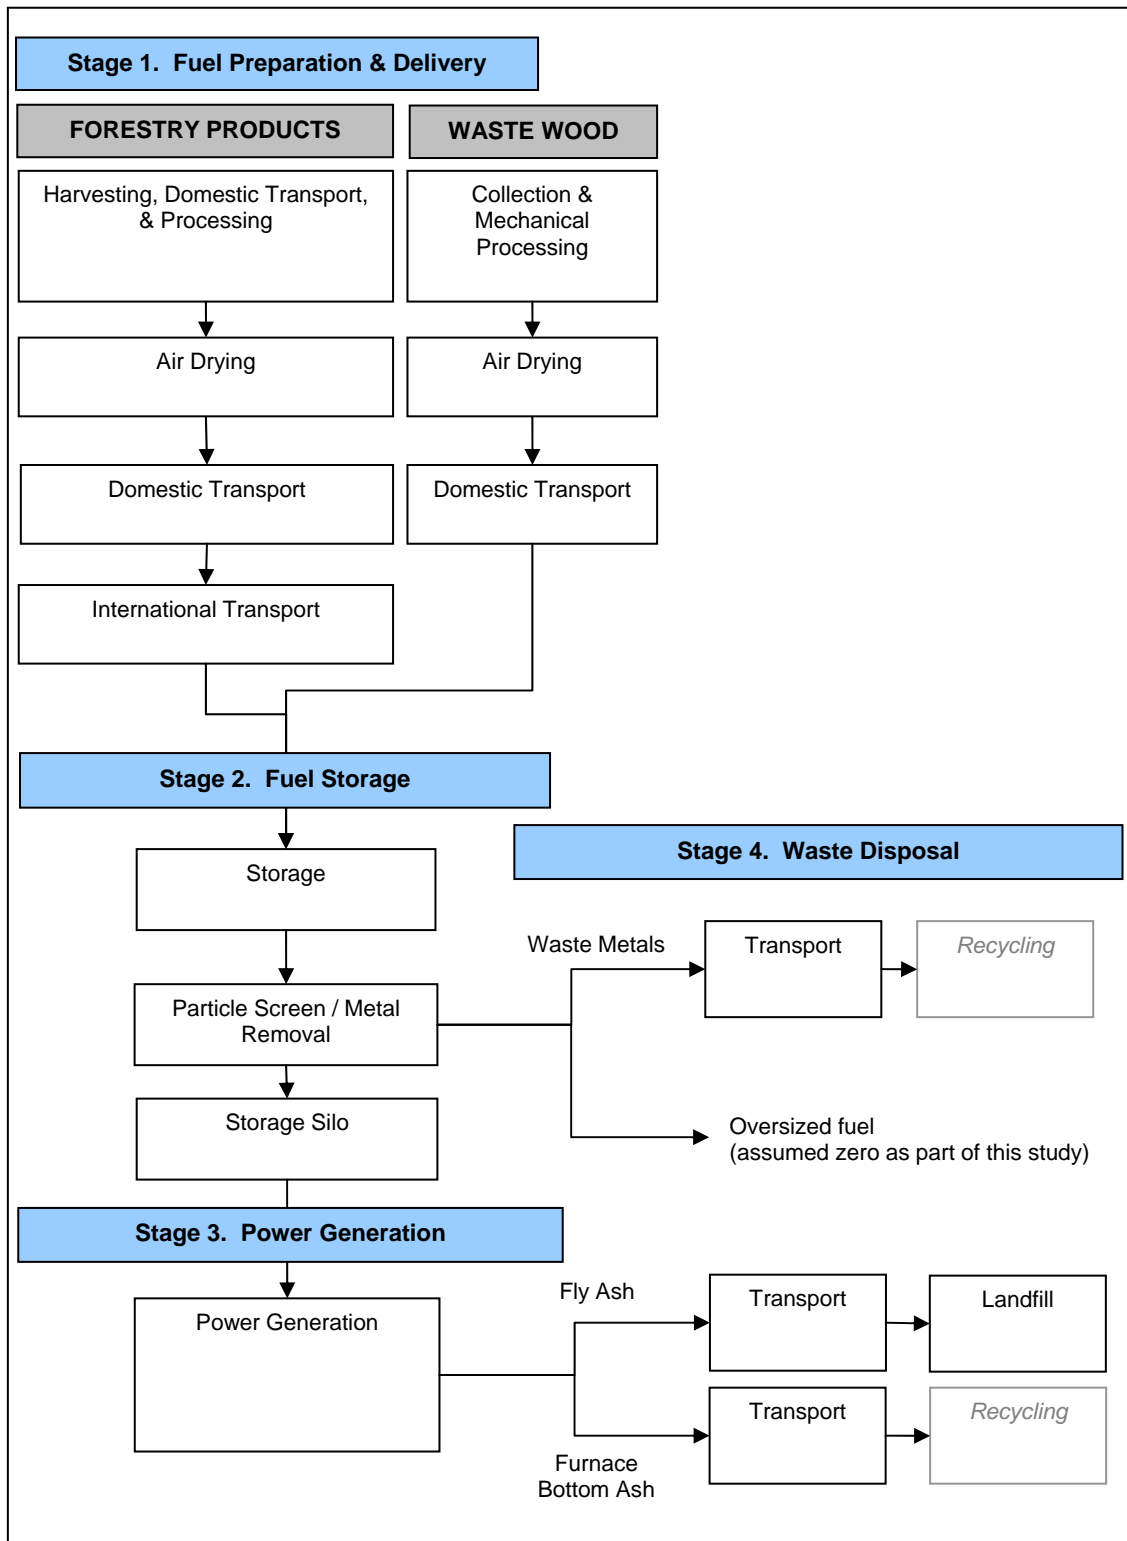 Stage 1.  Fuel Preparation & Delivery
FORESTRY PRODUCTS
WASTE WOOD
Harvesting, Domestic Transport,
& Processing
Collection &
Mechanical
Processing
Air Drying
Air Drying
Domestic Transport
Domestic Transport
International Transport
Stage 2.  Fuel Storage
Stage 4.  Waste Disposal
Storage
Waste Metals
Transport
Recycling
Particle Screen / Metal
Removal
Storage Silo
Oversized fuel
(assumed zero as part of this study)
Stage 3.  Power Generation
Power Generation
Fly Ash
Transport
Landfill
Transport
Recycling
Furnace
Bottom Ash